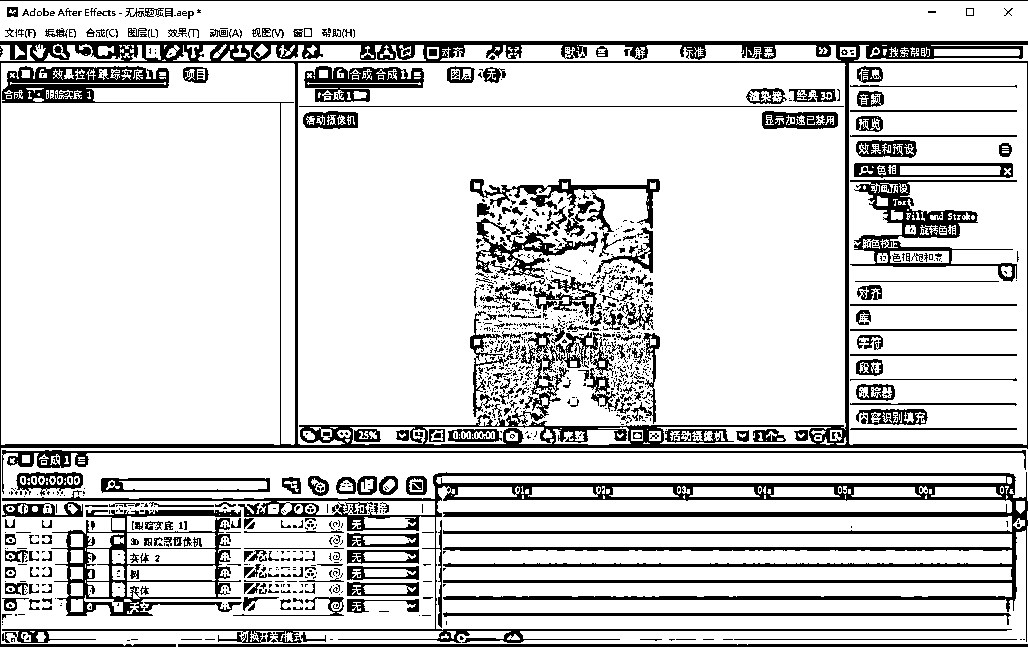 Adobe After Effects - 无标题项目.aep *
文件(F) 编辑(E) 合成(C) 图层(L) 效果(T) 动画(A) 视图(V) 窗口 帮助(H)
对齐 默认 了解 标准 小屏幕 搜索帮助
效果控件 跟踪实底 1 项目
合成 合成 1 图层 (无)
信息
合成 1 · 跟踪实底 1
合成 1
渲染器: 经典 3D
音频
活动摄像机
显示加速已禁用
预览
效果和预设
色相
动画预设
Text
Fill and Stroke
旋转色相
颜色校正
色相/饱和度
对齐
库
字符
段落
跟踪器
内容识别填充
25% 0:00:00:00 完整 活动摄像机 1个
合成 1
0:00:00:00
01s 02s 03s 04s 05s 06s 07s
图层名称 父级和链接
[跟踪实底 1] 无
3D 跟踪器摄像机 无
实体 2 无
树 无
实体 无
天空 无
切换开关/模式